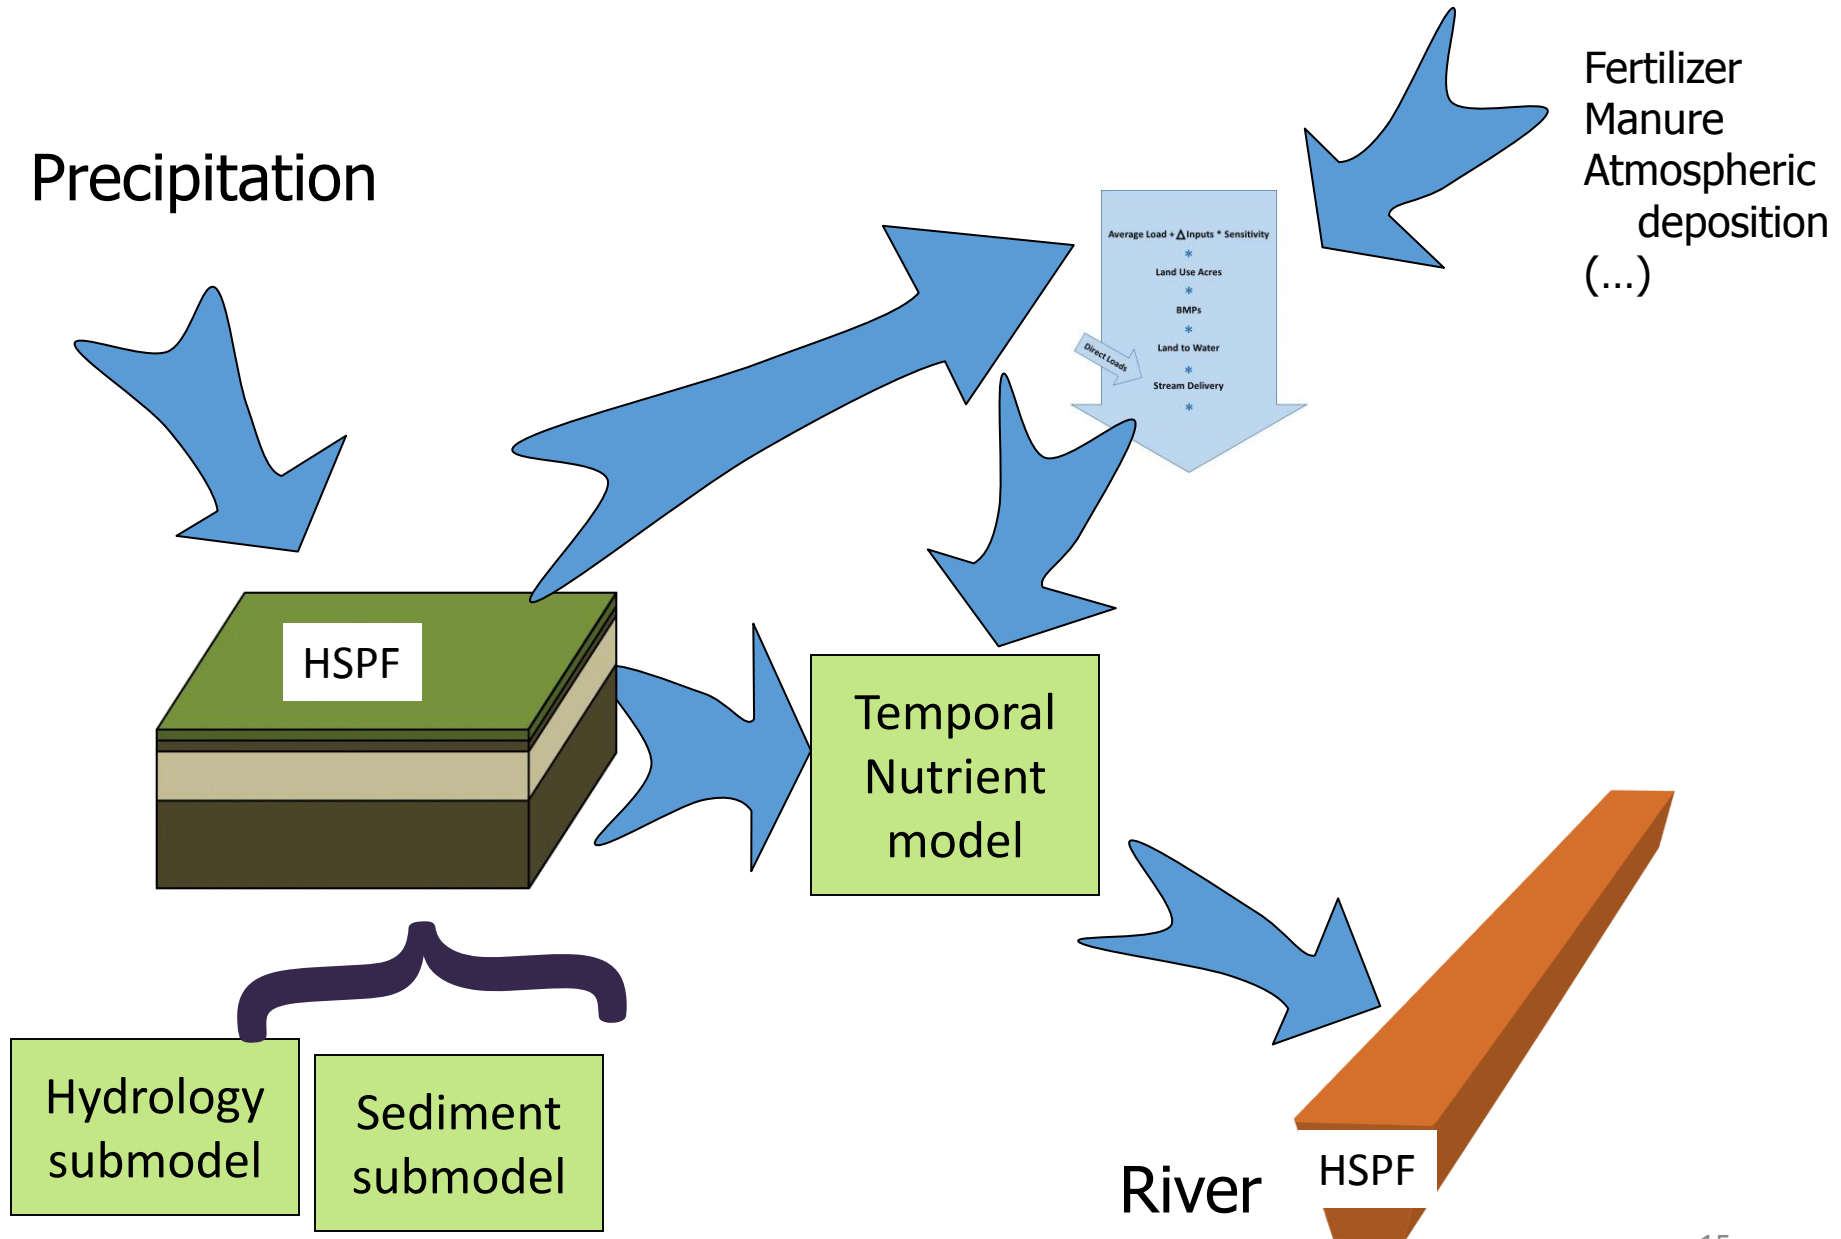 Fertilizer
Manure
Atmospheric
deposition
(...)
Precipitation
Average Load + Δ Inputs * Sensitivity
*
Land Use Acres
*
BMPs
*
Land to Water
*
Direct Loads
Stream Delivery
*
HSPF
Temporal
Nutrient
model
Hydrology
submodel
Sediment
submodel
River
HSPF
15